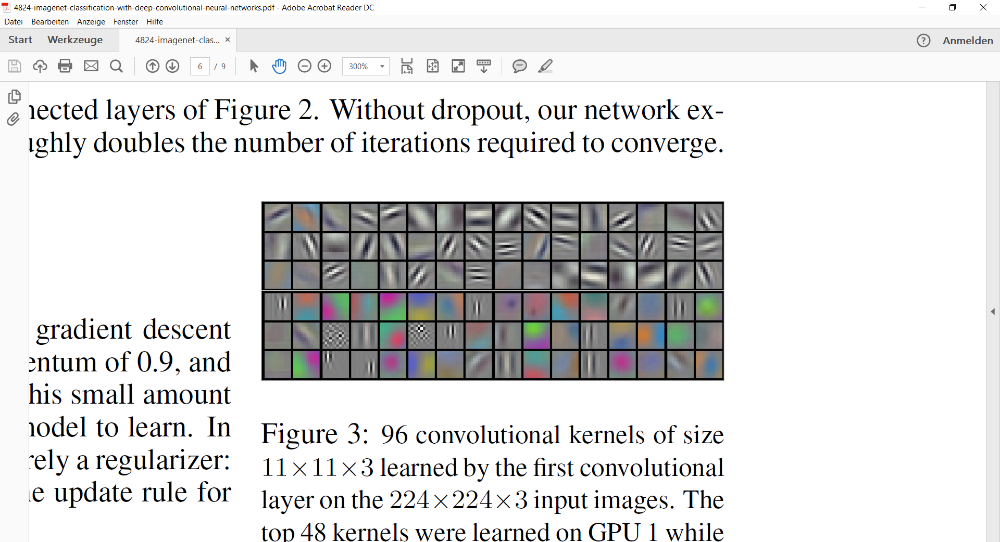 4824-imagenet-classification-with-deep-convolutional-neural-networks.pdf - Adobe Acrobat Reader DC
Datei Bearbeiten Anzeige Fenster Hilfe
Start Werkzeuge 4824-imagenet-clas... × ? Anmelden
6 / 9 300%
nected layers of Figure 2. Without dropout, our network ex-
ughly doubles the number of iterations required to converge.
gradient descent
entum of 0.9, and
his small amount
nodel to learn. In
rely a regularizer:
e update rule for
Figure 3: 96 convolutional kernels of size
11×11×3 learned by the first convolutional
layer on the 224×224×3 input images. The
top 48 kernels were learned on GPU 1 while